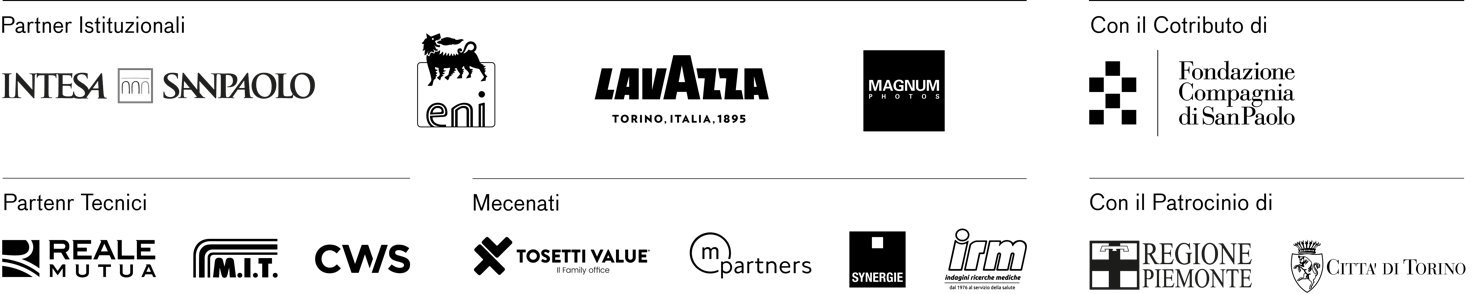 Partner Istituzionali
INTESA SANPAOLO
eni
LAVAZZA
TORINO, ITALIA, 1895
MAGNUM
PHOTOS
Con il Cotributo di
Fondazione
Compagnia
di San Paolo
Partenr Tecnici
REALE
MUTUA
M.I.T.
CWS
Mecenati
TOSETTI VALUE
Il Family office
m
partners
SYNERGIE
irm
indagini ricerche mediche
dal 1976 al servizio della salute
Con il Patrocinio di
REGIONE
PIEMONTE
CITTA' DI TORINO